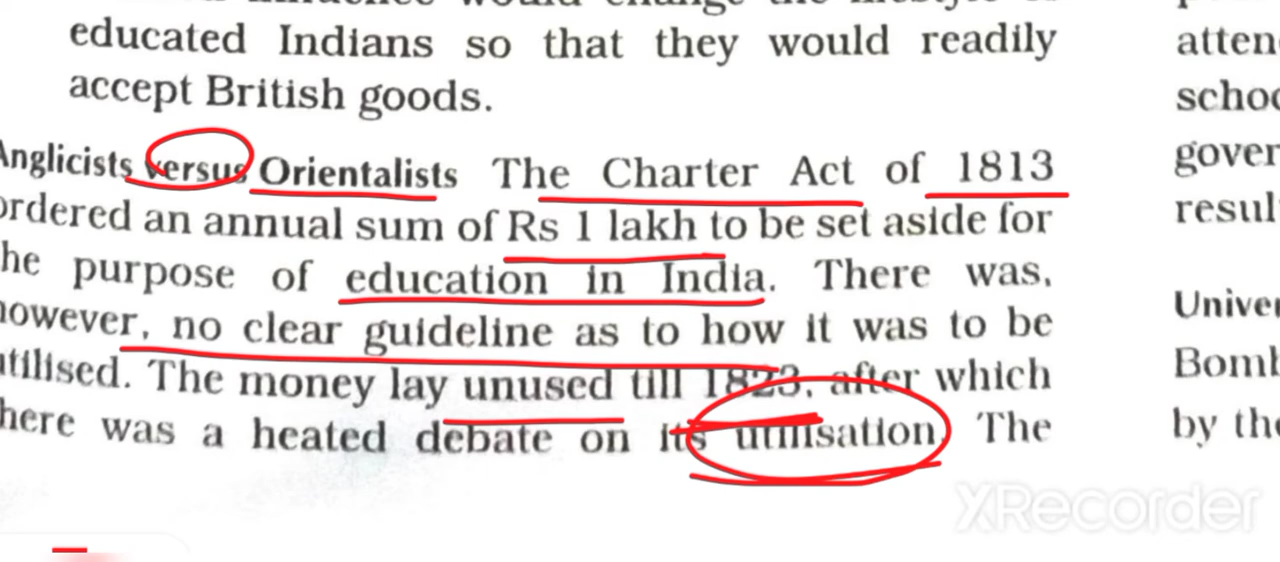 educated Indians so that they would readily
accept British goods.
Anglicists versus Orientalists The Charter Act of 1813
ordered an annual sum of Rs 1 lakh to be set aside for
he purpose of education in India. There was,
however, no clear guideline as to how it was to be
utilised. The money lay unused till 1823, after which
here was a heated debate on its utilisation. The
atten
schoo
gover
resul
Univer
Bomb
by the
XRecorder